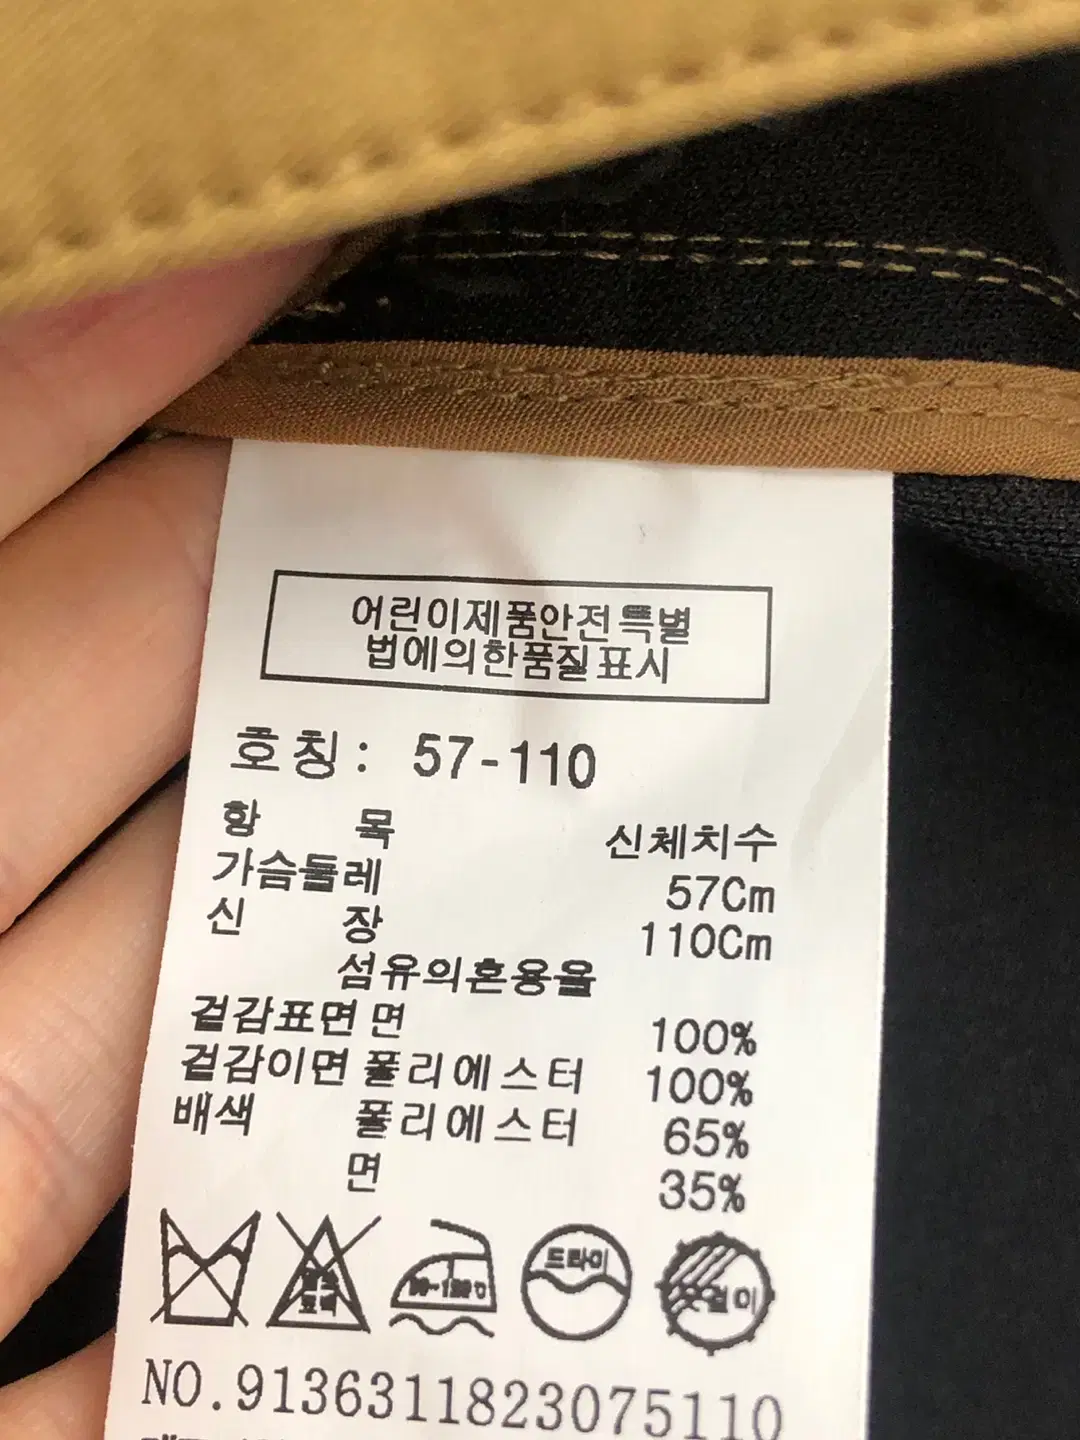 어린이제품안전특별
법에의한품질표시
호칭: 57-110
항 목 신체치수
가슴둘레 57Cm
신 장 110Cm
섬유의혼용율
겉감표면 면 100%
겉감이면 폴리에스터 100%
배색 폴리에스터 65%
면 35%
드라이
NO.9136311823075110